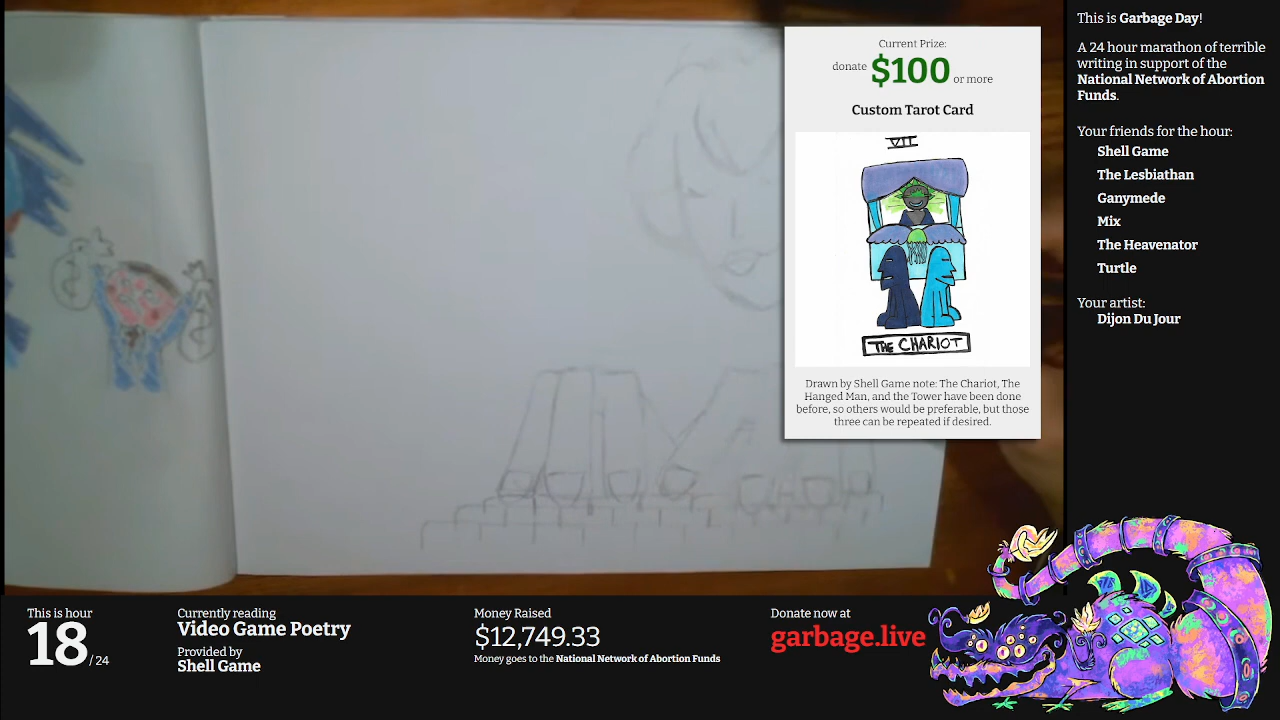 Current Prize:
donate $100 or more
Custom Tarot Card
VII
THE CHARIOT
Drawn by Shell Game note: The Chariot, The
Hanged Man, and the Tower have been done
before, so others would be preferable, but those
three can be repeated if desired.
This is Garbage Day!
A 24 hour marathon of terrible
writing in support of the
National Network of Abortion
Funds.
Your friends for the hour:
Shell Game
The Lesbiathan
Ganymede
Mix
The Heavenator
Turtle
Your artist:
Dijon Du Jour
This is hour
18 / 24
Currently reading
Video Game Poetry
Provided by
Shell Game
Money Raised
$12,749.33
Money goes to the National Network of Abortion Funds
Donate now at
garbage.live